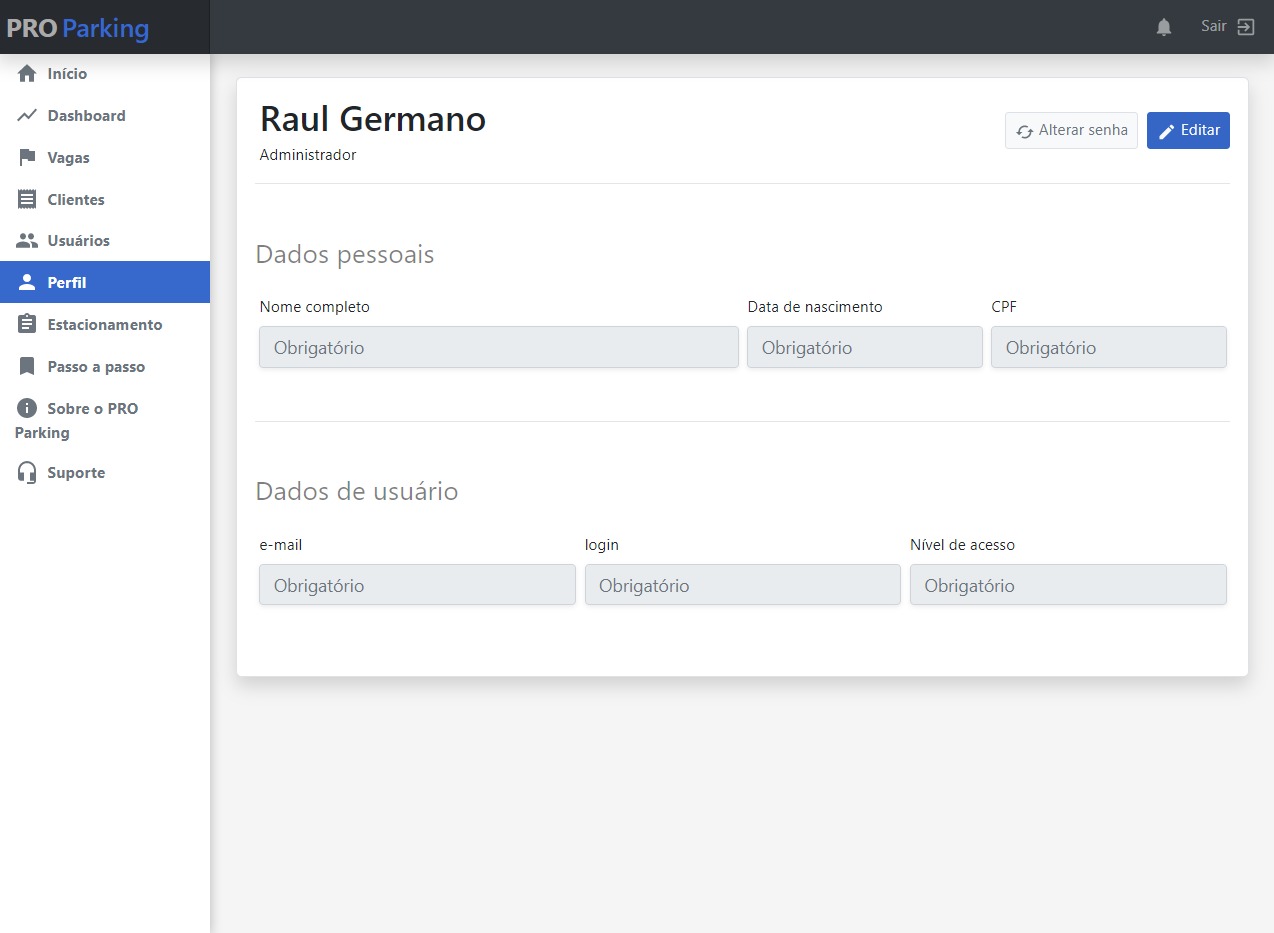 PRO Parking
Sair
Início
Dashboard
Vagas
Clientes
Usuários
Perfil
Estacionamento
Passo a passo
Sobre o PRO
Parking
Suporte
Raul Germano
Administrador
Alterar senha
Editar
Dados pessoais
Nome completo
Data de nascimento
CPF
Obrigatório
Obrigatório
Obrigatório
Dados de usuário
e-mail
login
Nível de acesso
Obrigatório
Obrigatório
Obrigatório